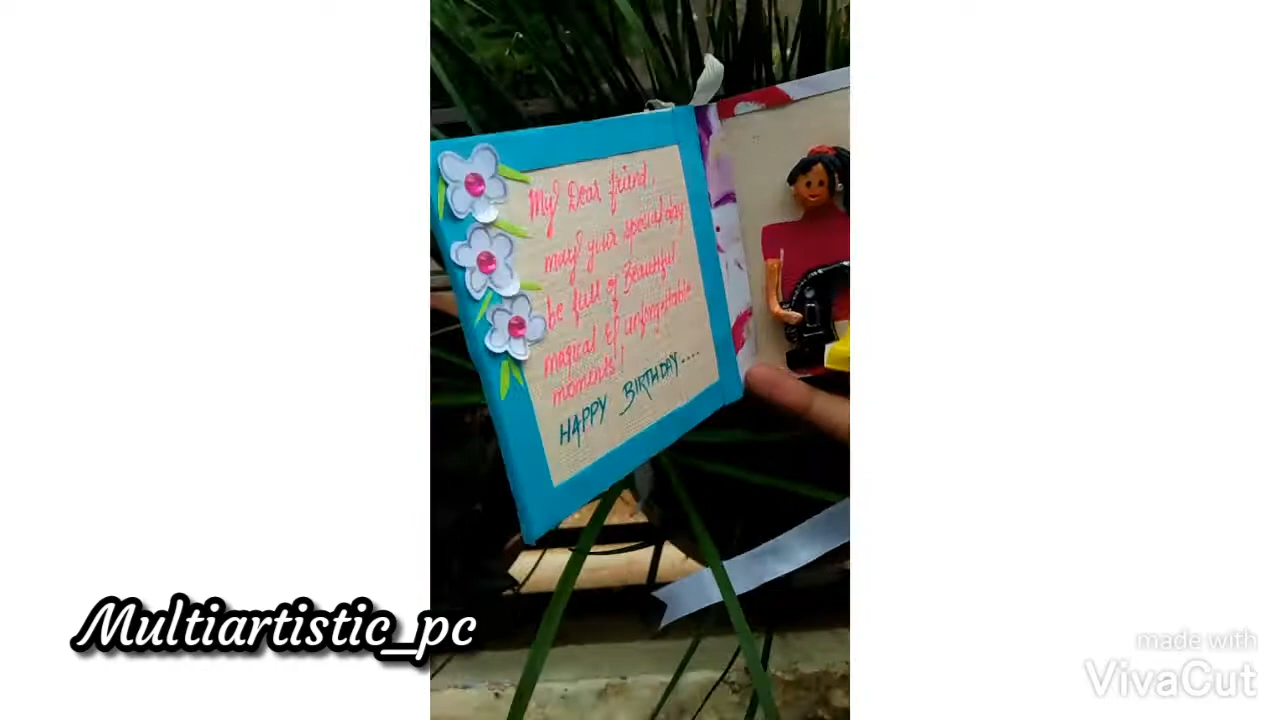 My Dear friend,
may your special day
be full of Beautiful
magical & unforgettable
moments!
HAPPY BIRTHDAY....
Multiartistic_pc
made with
VivaCut